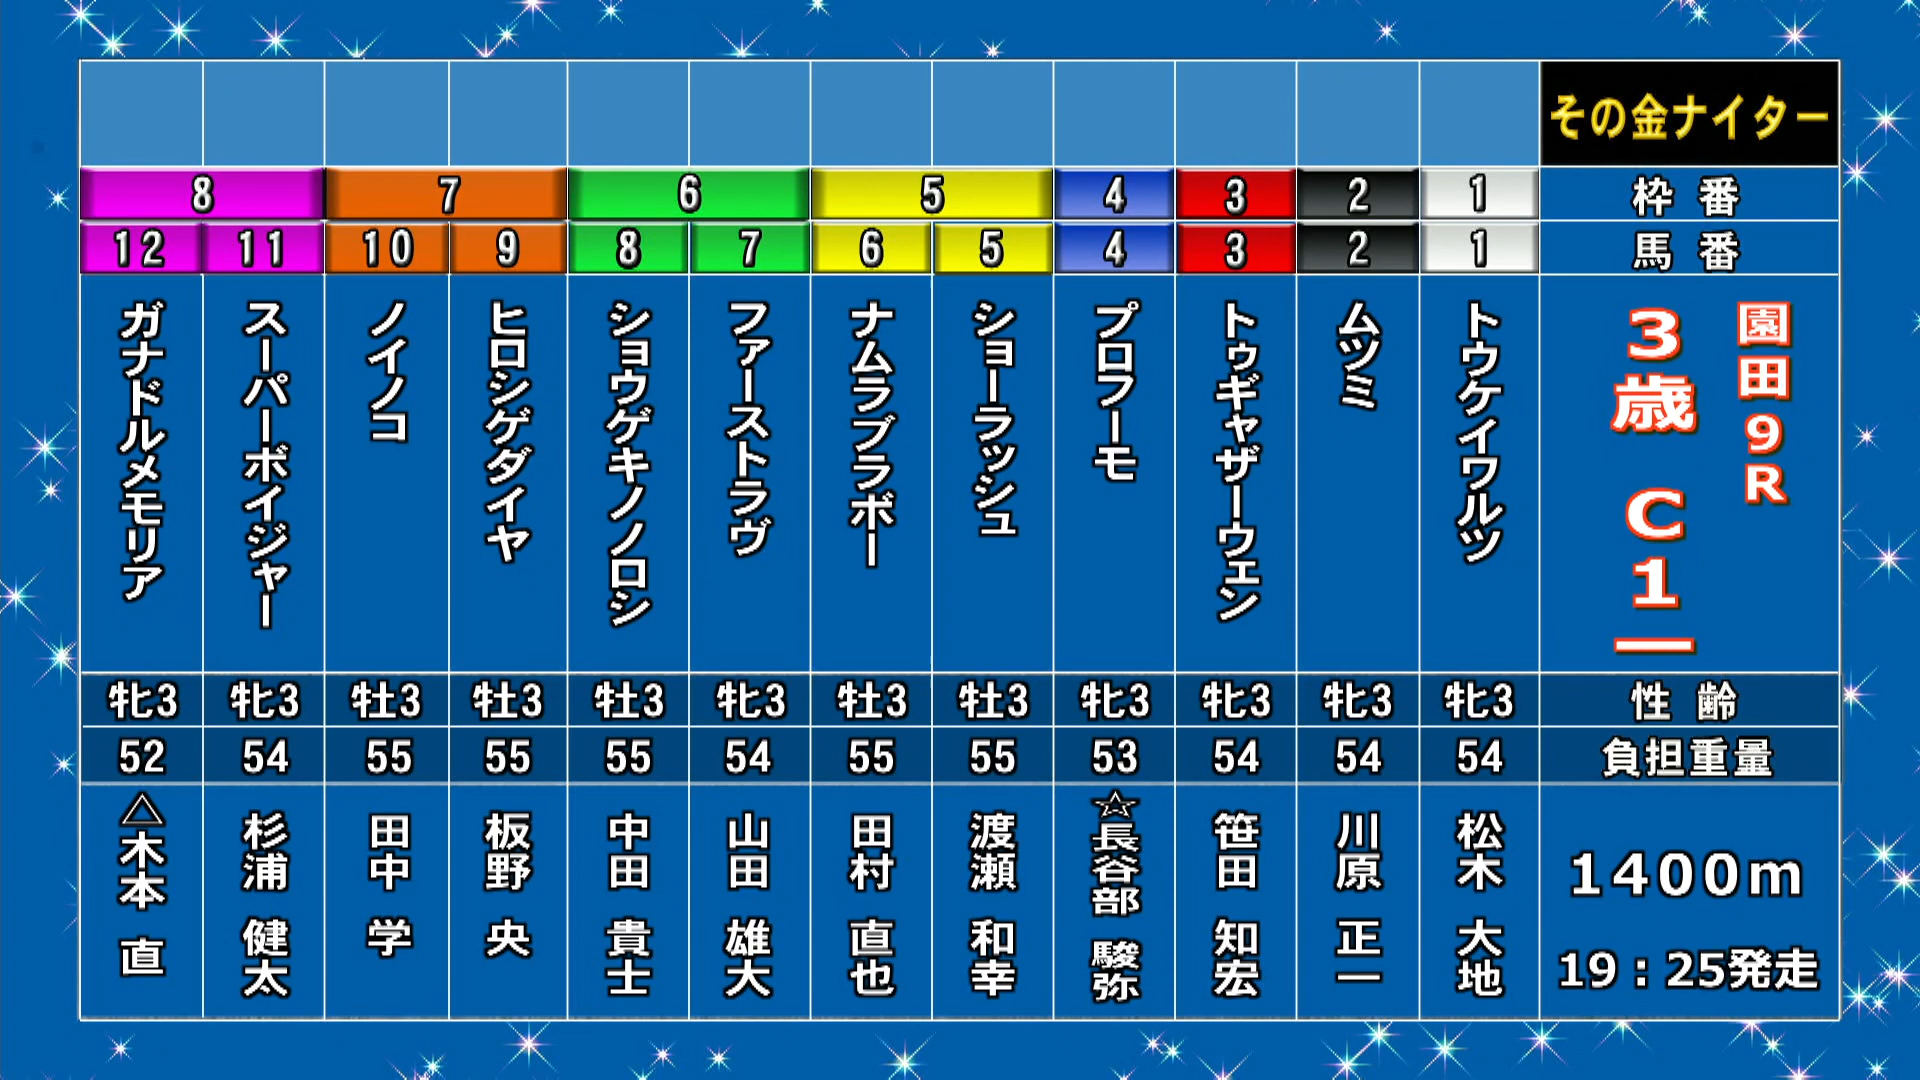 その金ナイター
園田9R
3歳 C1一
枠番
馬番
性齢
負担重量
1400m
19:25発走
1
1
トウケイワルツ
牝3
54
松木 大地
2
2
ムツミ
牝3
54
川原 正一
3
3
トゥギャザーウェン
牝3
54
笹田 知宏
4
4
プロフーモ
牝3
53
☆長谷部 駿弥
5
5
ショーラッシュ
牡3
55
渡瀬 和幸
6
ナムラブラボー
牡3
55
田村 直也
6
7
ファーストラヴ
牝3
54
山田 雄大
8
ショウゲキノノロシ
牡3
55
中田 貴士
7
9
ヒロシゲダイヤ
牡3
55
板野 央
10
ノイノコ
牡3
55
田中 学
8
11
スーパーボイジャー
牝3
54
杉浦 健太
12
ガナドルメモリア
牝3
52
△木本 直